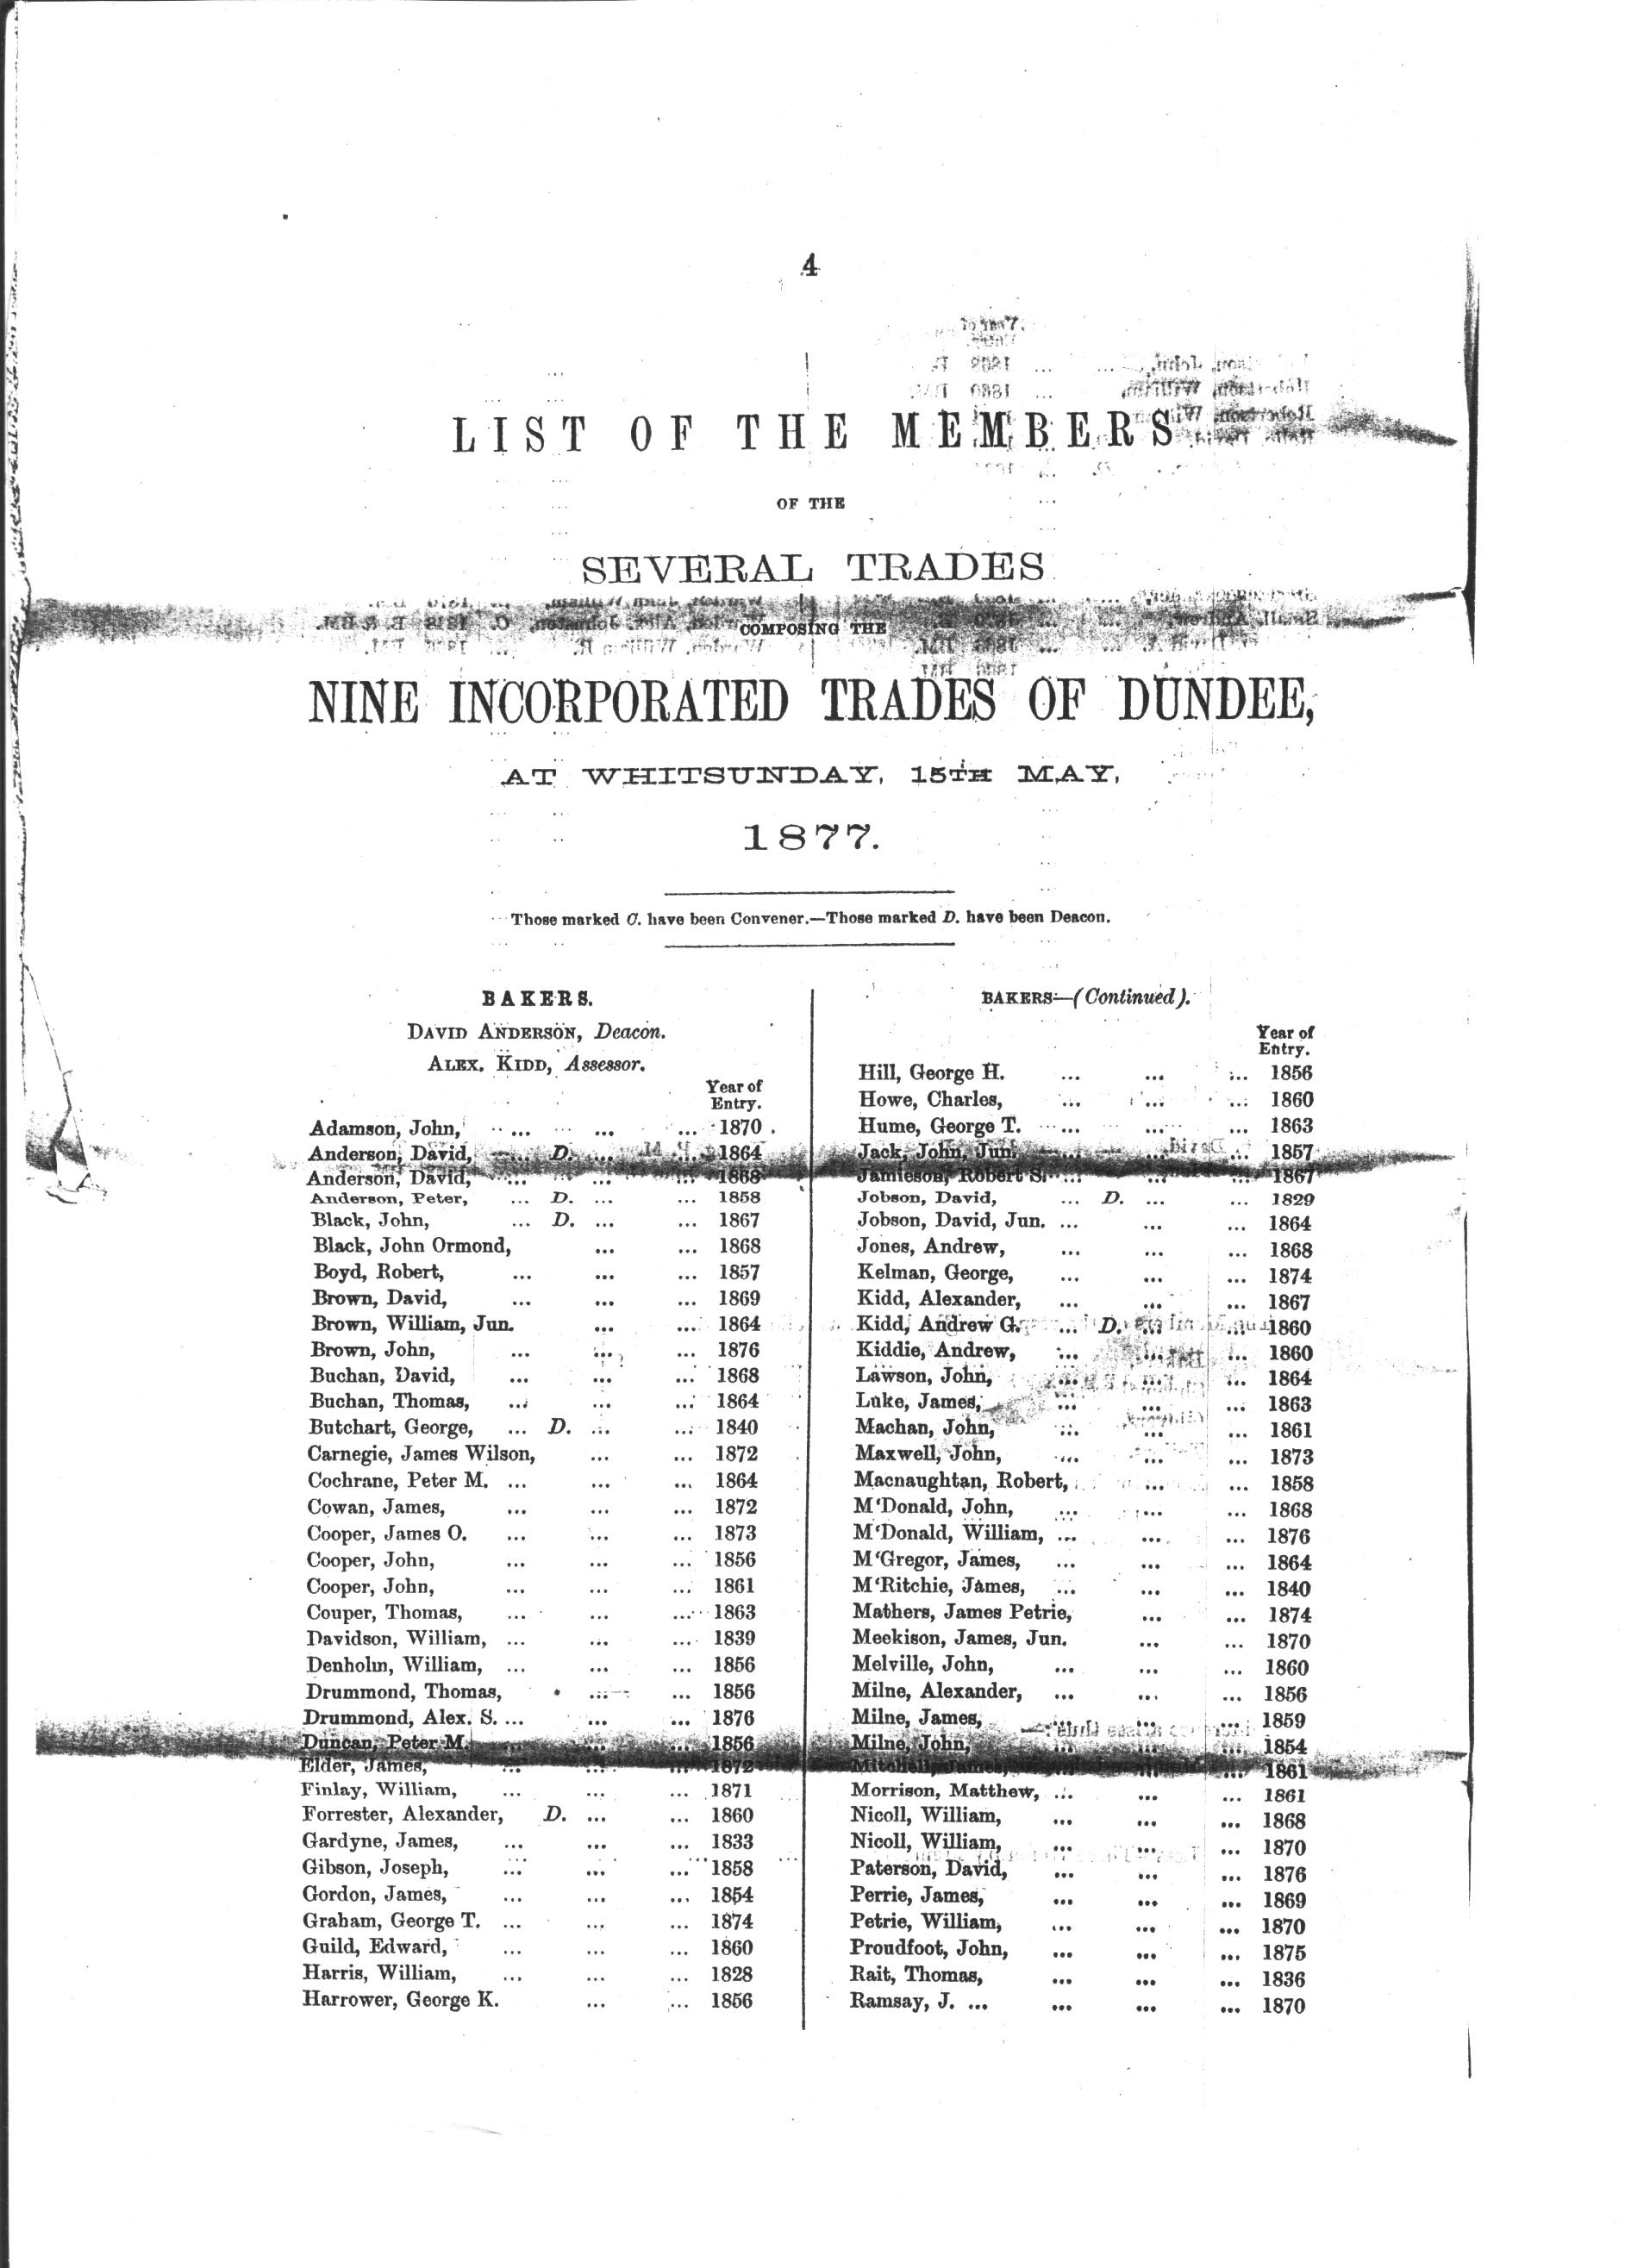 4
LIST OF THE MEMBERS
OF THE
SEVERAL TRADES
COMPOSING THE
NINE INCORPORATED TRADES OF DUNDEE,
AT WHITSUNDAY, 15TH MAY,
1877.
Those marked C. have been Convener.—Those marked D. have been Deacon.
BAKERS.
DAVID ANDERSON, Deacon.
ALEX. KIDD, Assessor.
Year of
Entry.
Adamson, John, ... ... ... 1870
Anderson, David, ... D. ... ... 1864
Anderson, David, ... ... ... 1868
Anderson, Peter, ... D. ... ... 1858
Black, John, ... D. ... ... 1867
Black, John Ormond, ... ... 1868
Boyd, Robert, ... ... ... 1857
Brown, David, ... ... ... 1869
Brown, William, Jun. ... ... 1864
Brown, John, ... ... ... 1876
Buchan, David, ... ... ... 1868
Buchan, Thomas, ... ... ... 1864
Butchart, George, ... D. ... ... 1840
Carnegie, James Wilson, ... ... 1872
Cochrane, Peter M. ... ... ... 1864
Cowan, James, ... ... ... 1872
Cooper, James O. ... ... ... 1873
Cooper, John, ... ... ... 1856
Cooper, John, ... ... ... 1861
Couper, Thomas, ... ... ... 1863
Davidson, William, ... ... ... 1839
Denholm, William, ... ... ... 1856
Drummond, Thomas, ... ... 1856
Drummond, Alex. S. ... ... ... 1876
Duncan, Peter M. ... ... ... 1856
Elder, James, ... ... ... 1872
Finlay, William, ... ... ... 1871
Forrester, Alexander, D. ... ... 1860
Gardyne, James, ... ... ... 1833
Gibson, Joseph, ... ... ... 1858
Gordon, James, ... ... ... 1854
Graham, George T. ... ... ... 1874
Guild, Edward, ... ... ... 1860
Harris, William, ... ... ... 1828
Harrower, George K. ... ... 1856
BAKERS—(Continued).
Year of
Entry.
Hill, George H. ... ... ... 1856
Howe, Charles, ... ... ... 1860
Hume, George T. ... ... ... 1863
Jack, John, Jun. ... ... ... 1857
Jamieson, Robert S. ... ... ... 1867
Jobson, David, ... D. ... ... 1829
Jobson, David, Jun. ... ... ... 1864
Jones, Andrew, ... ... ... 1868
Kelman, George, ... ... ... 1874
Kidd, Alexander, ... ... ... 1867
Kidd, Andrew G. ... D. ... ... 1860
Kiddie, Andrew, ... ... ... 1860
Lawson, John, ... ... ... 1864
Luke, James, ... ... ... 1863
Machan, John, ... ... ... 1861
Maxwell, John, ... ... ... 1873
Macnaughtan, Robert, ... ... 1858
M'Donald, John, ... ... ... 1868
M'Donald, William, ... ... ... 1876
M'Gregor, James, ... ... ... 1864
M'Ritchie, James, ... ... ... 1840
Mathers, James Petrie, ... ... 1874
Meekison, James, Jun. ... ... 1870
Melville, John, ... ... ... 1860
Milne, Alexander, ... ... ... 1856
Milne, James, ... ... ... 1859
Milne, John, ... ... ... 1854
Mitchell, James, ... ... ... 1861
Morrison, Matthew, ... ... ... 1861
Nicoll, William, ... ... ... 1868
Nicoll, William, ... ... ... 1870
Paterson, David, ... ... ... 1876
Perrie, James, ... ... ... 1869
Petrie, William, ... ... ... 1870
Proudfoot, John, ... ... ... 1875
Rait, Thomas, ... ... ... 1836
Ramsay, J. ... ... ... ... 1870